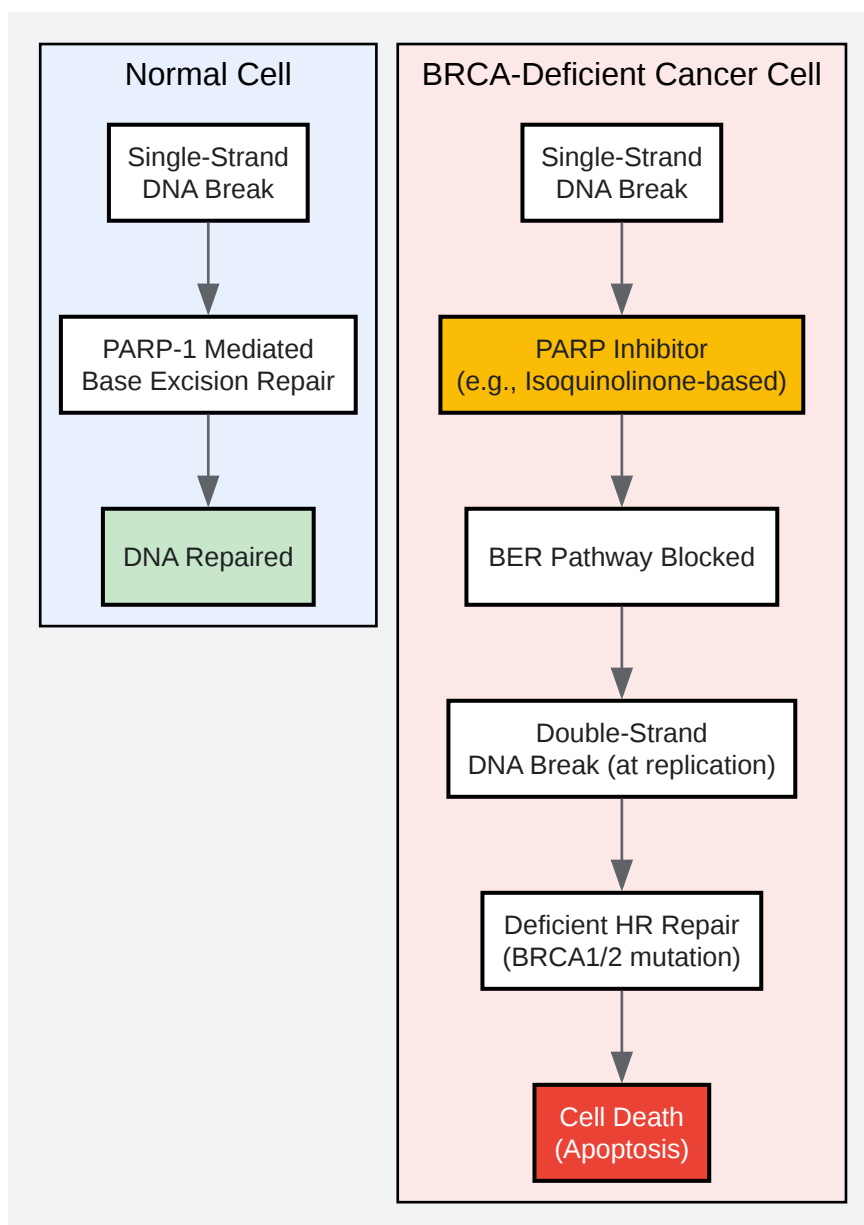 Normal Cell
Single-Strand
DNA Break
PARP-1 Mediated
Base Excision Repair
DNA Repaired
BRCA-Deficient Cancer Cell
Single-Strand
DNA Break
PARP Inhibitor
(e.g., Isoquinolinone-based)
BER Pathway Blocked
Double-Strand
DNA Break (at replication)
Deficient HR Repair
(BRCA1/2 mutation)
Cell Death
(Apoptosis)